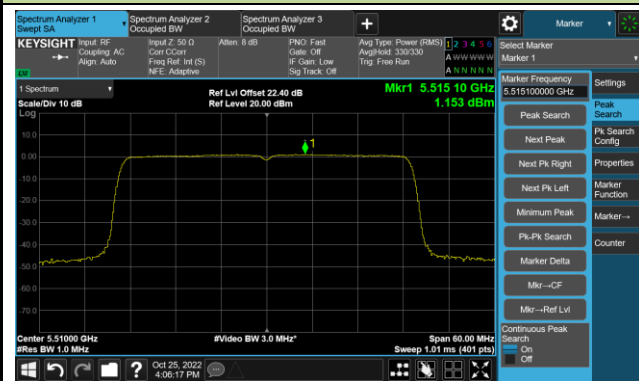 Spectrum Analyzer 1
Swept SA
Spectrum Analyzer 2
Occupied BW
Spectrum Analyzer 3
Occupied BW
+
Marker
KEYSIGHT
Input: RF
Coupling: AC
Align: Auto
Input Z: 50 Ω
Corr CCorr
Freq Ref: Int (S)
NFE: Adaptive
Atten: 8 dB
PNO: Fast
Gate: Off
IF Gain: Low
Sig Track: Off
Avg Type: Power (RMS)
Avg|Hold: 330/330
Trig: Free Run
1 2 3 4 5 6
A W W W W W
A N N N N N
Select Marker
Marker 1
LXI
1 Spectrum
Scale/Div 10 dB
Log
Ref Lvl Offset 22.40 dB
Ref Level 20.00 dBm
Mkr1 5.515 10 GHz
1.153 dBm
10.0
0.00
-10.0
-20.0
-30.0
-40.0
-50.0
-60.0
-70.0
1
Center 5.51000 GHz
#Res BW 1.0 MHz
#Video BW 3.0 MHz*
Span 60.00 MHz
Sweep 1.01 ms (401 pts)
Marker Frequency
5.515100000 GHz
Peak Search
Next Peak
Next Pk Right
Next Pk Left
Minimum Peak
Pk-Pk Search
Marker Delta
Mkr→CF
Mkr→Ref Lvl
Continuous Peak
Search
On
Off
Settings
Peak
Search
Pk Search
Config
Properties
Marker
Function
Marker→
Counter
?
Oct 25, 2022
4:06:17 PM